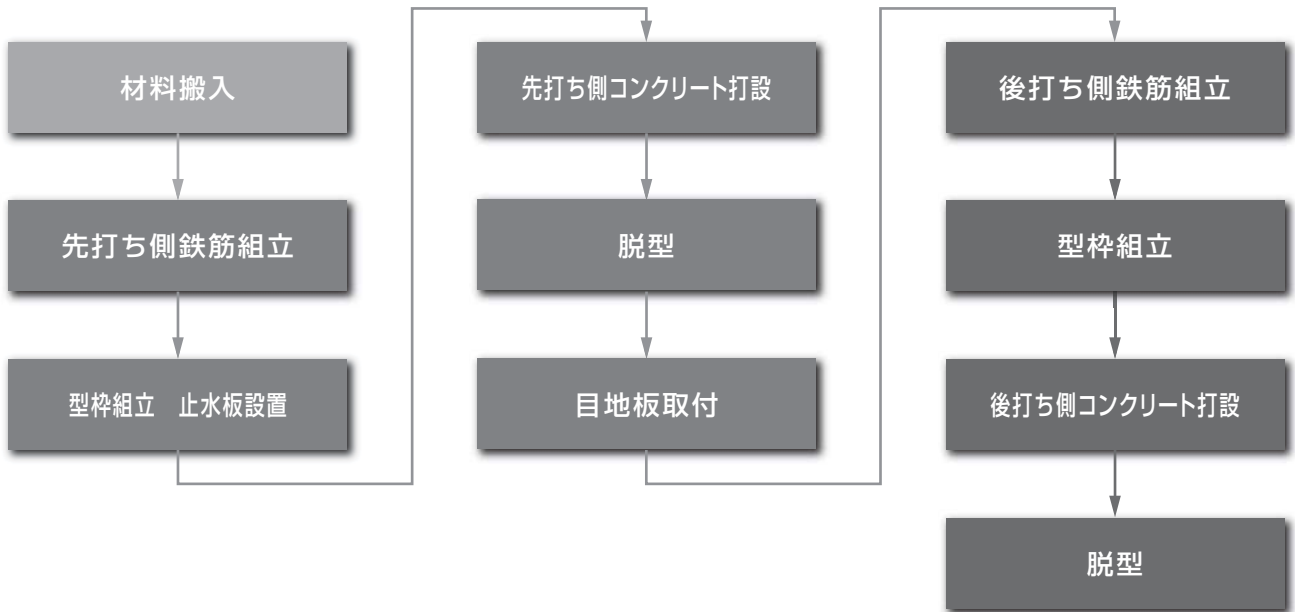 材料搬入
先打ち側鉄筋組立
型枠組立　止水板設置
先打ち側コンクリート打設
脱型
目地板取付
後打ち側鉄筋組立
型枠組立
後打ち側コンクリート打設
脱型